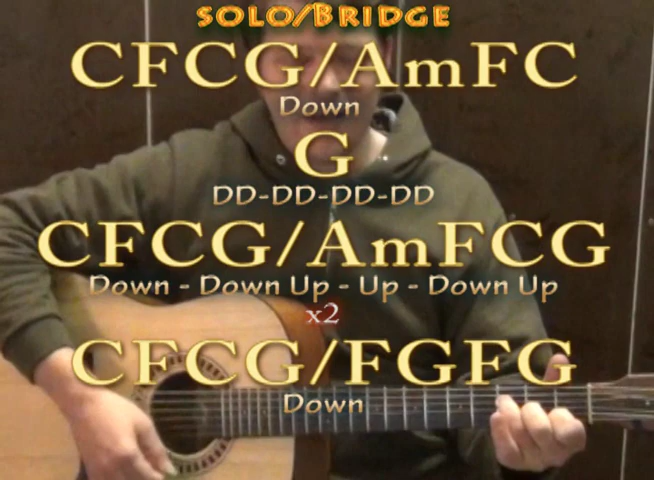 SOLO/BRIDGE
CFCG/AmFC
Down
G
DD-DD-DD-DD
CFCG/AmFCG
Down - Down Up - Up - Down Up
x2
CFCG/FGFG
Down